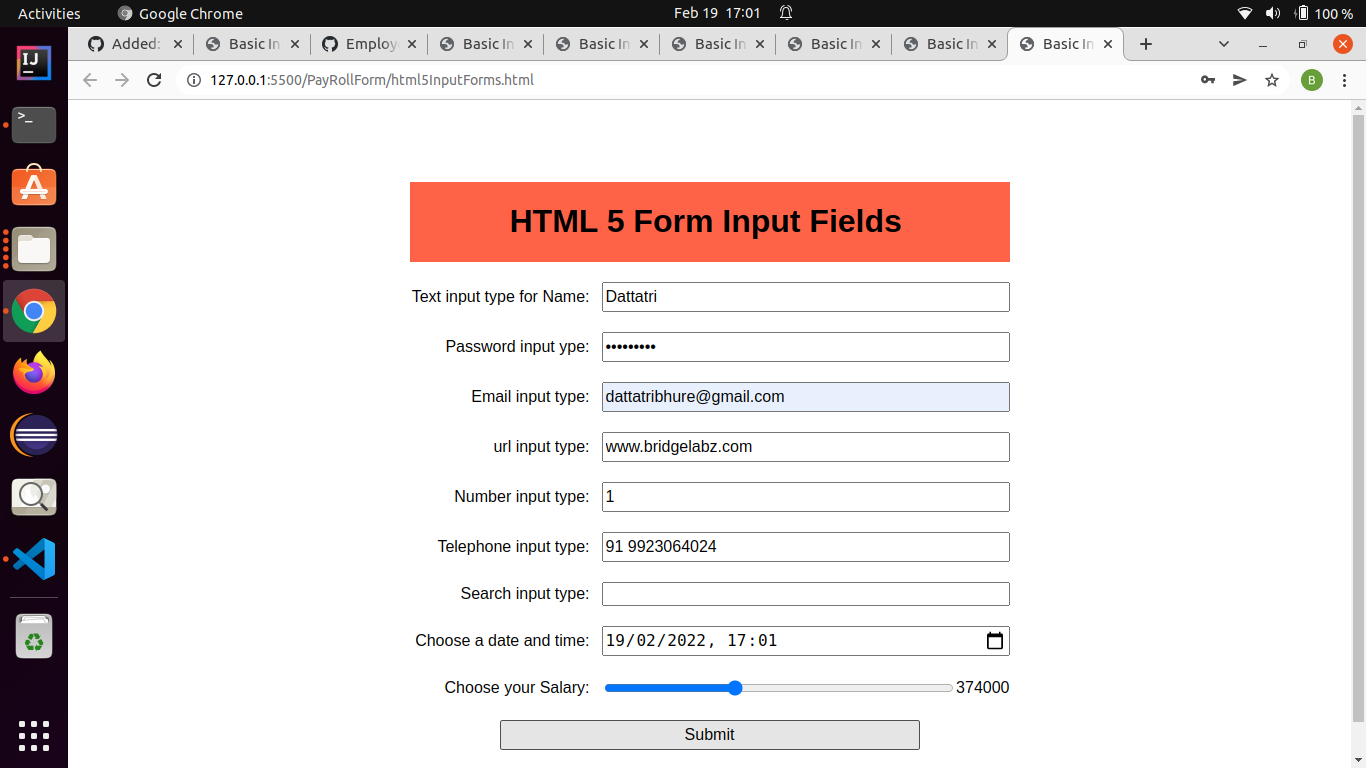 Activities Google Chrome Feb 19 17:01 100 %
Added: Basic In Employ Basic In Basic In Basic In Basic In Basic In Basic In
127.0.0.1:5500/PayRollForm/html5InputForms.html B
HTML 5 Form Input Fields
Text input type for Name: Dattatri
Password input ype: •••••••••
Email input type: dattatribhure@gmail.com
url input type: www.bridgelabz.com
Number input type: 1
Telephone input type: 91 9923064024
Search input type:
Choose a date and time: 19/02/2022, 17:01
Choose your Salary: 374000
Submit